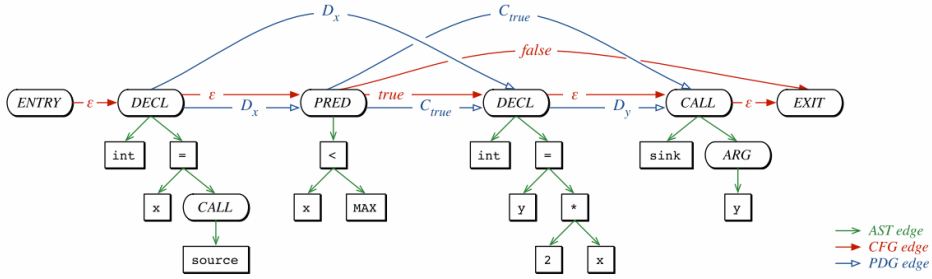 D_x C_true
false
ENTRY ε DECL ε PRED true DECL ε CALL ε EXIT
D_x C_true D_y
int = < int = sink ARG
x CALL x MAX y * y
source 2 x
AST edge
CFG edge
PDG edge